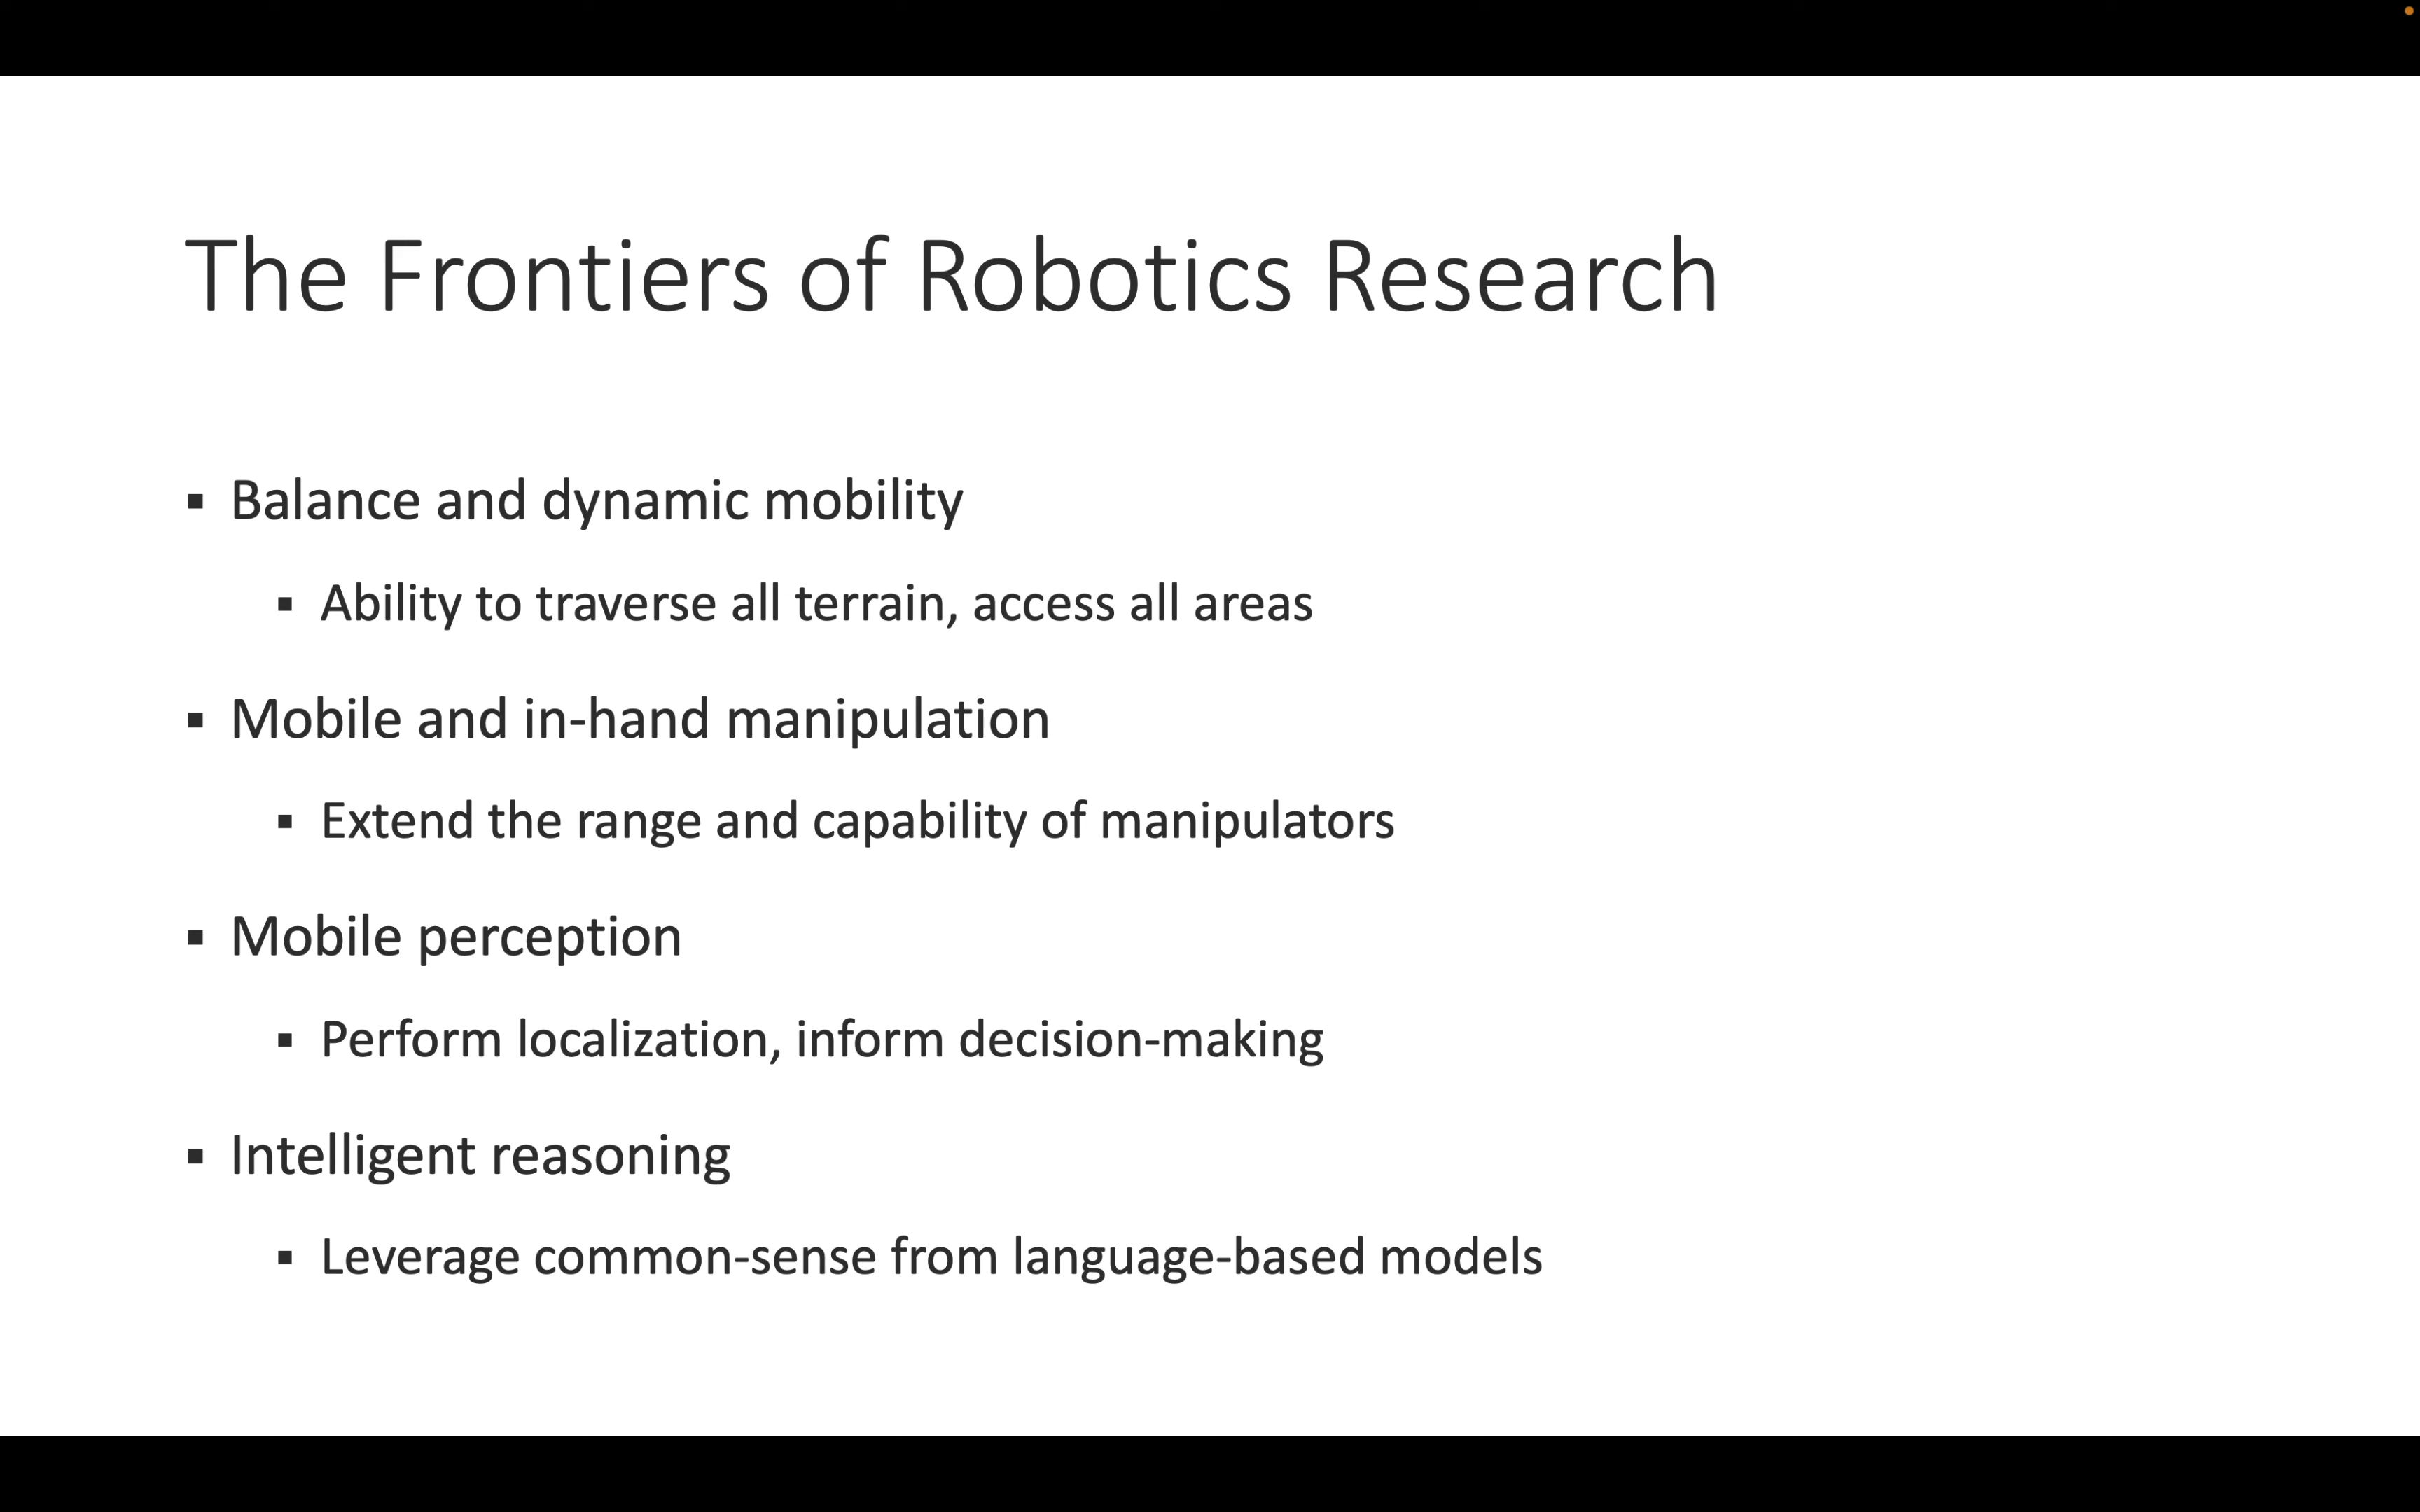 The Frontiers of Robotics Research
▪ Balance and dynamic mobility
▪ Ability to traverse all terrain, access all areas
▪ Mobile and in-hand manipulation
▪ Extend the range and capability of manipulators
▪ Mobile perception
▪ Perform localization, inform decision-making
▪ Intelligent reasoning
▪ Leverage common-sense from language-based models